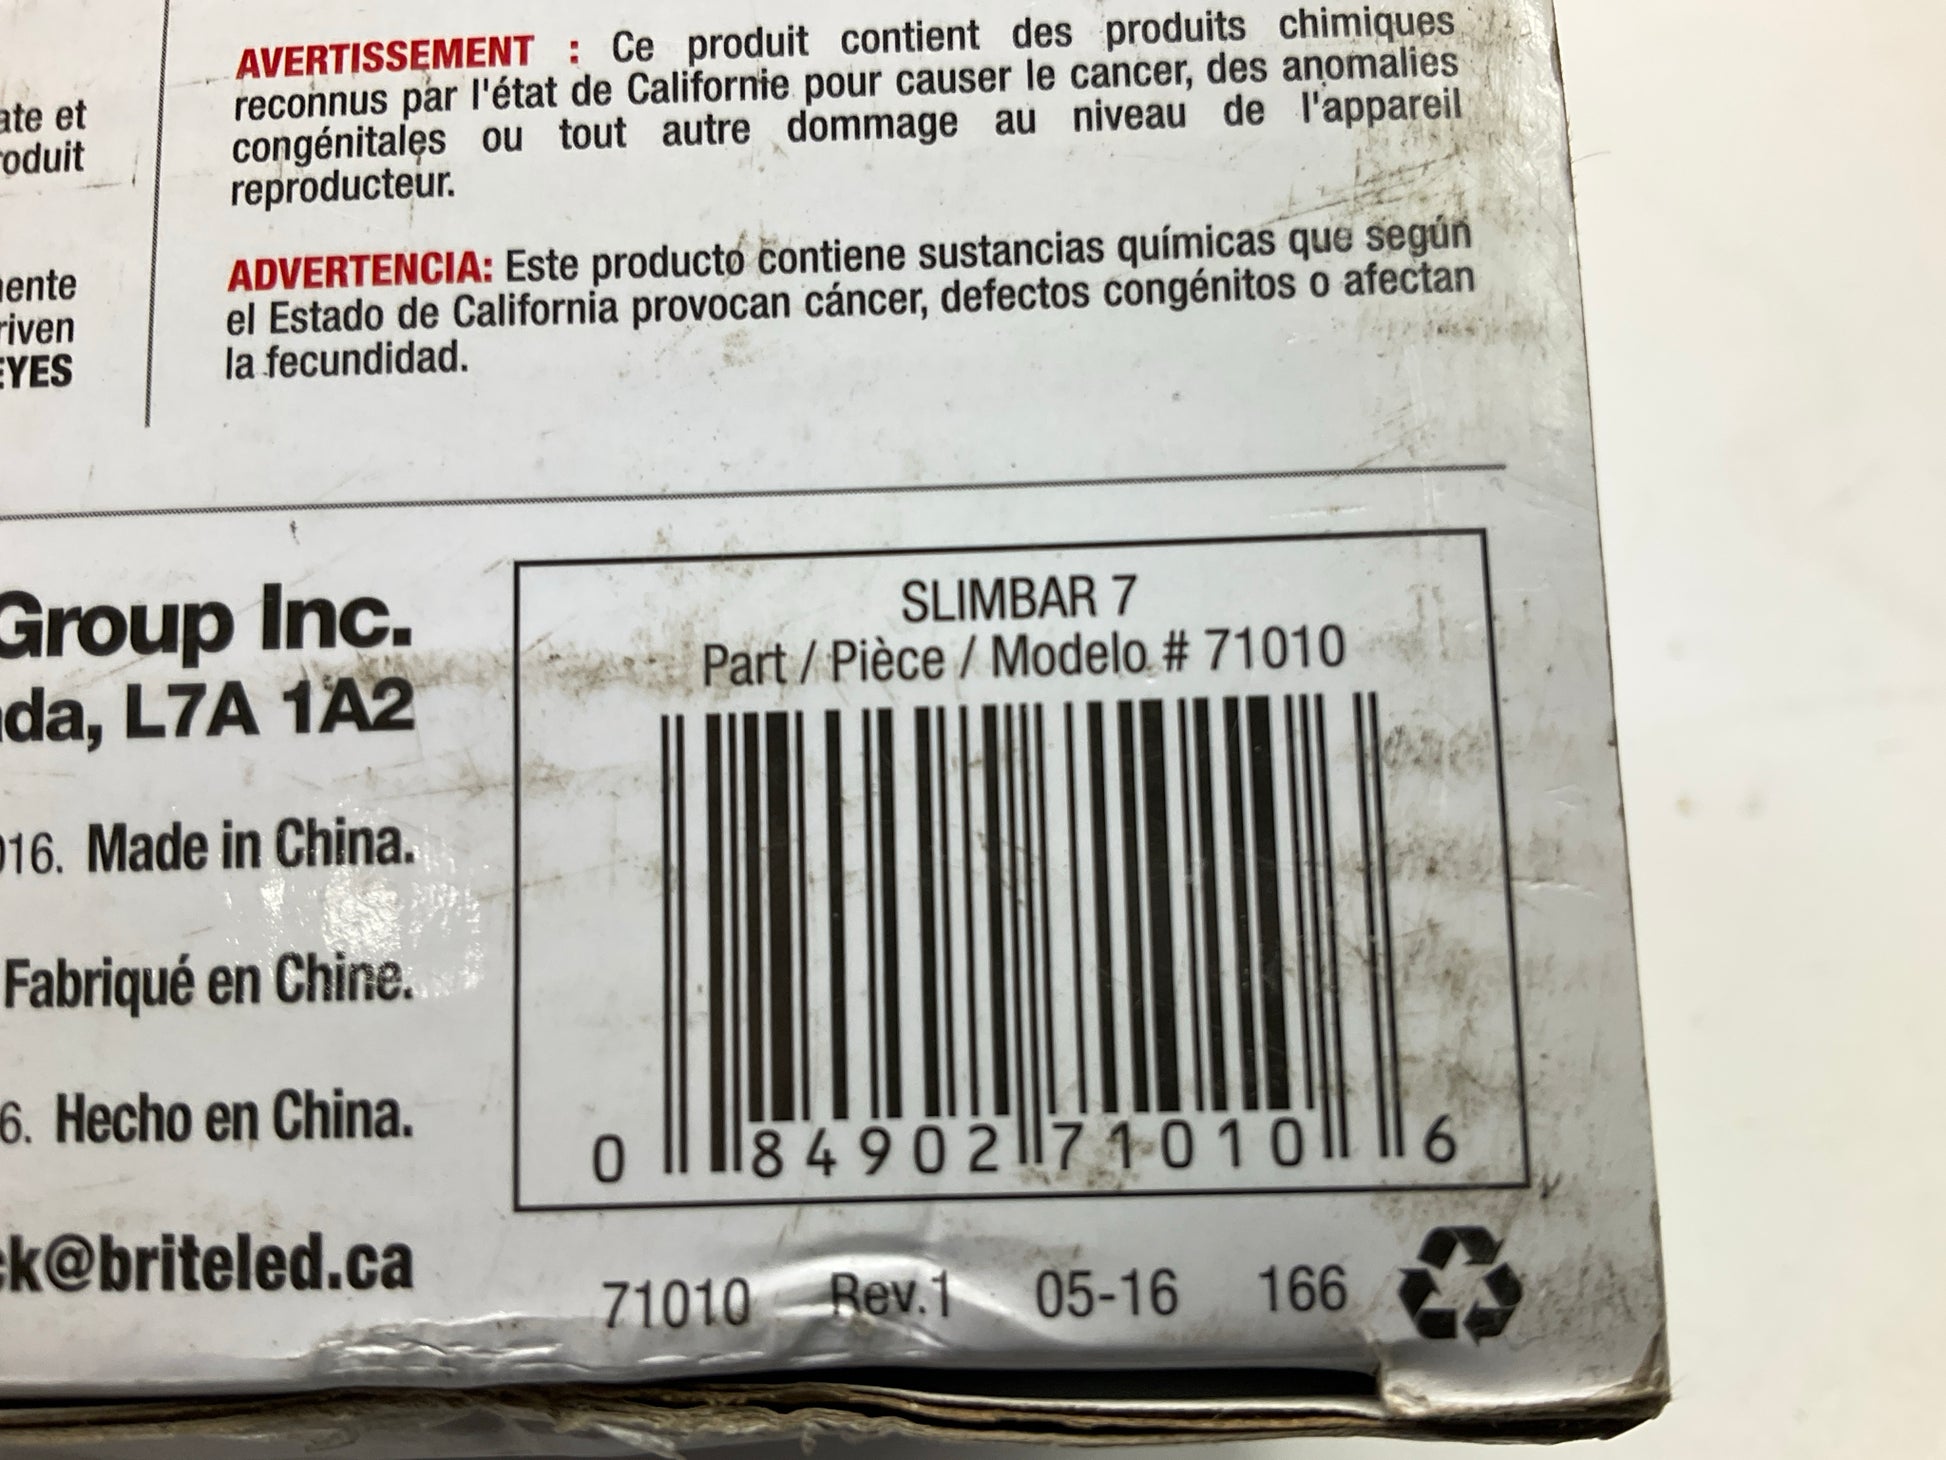 ate et
oduit
ente
riven
EYES
AVERTISSEMENT : Ce produit contient des produits chimiques
reconnus par l'état de Californie pour causer le cancer, des anomalies
congénitales ou tout autre dommage au niveau de l'appareil
reproducteur.
ADVERTENCIA: Este producto contiene sustancias químicas que según
el Estado de California provocan cáncer, defectos congénitos o afectan
la fecundidad.
Group Inc.
da, L7A 1A2
016. Made in China.
Fabriqué en Chine.
6. Hecho en China.
ck@briteled.ca
SLIMBAR 7
Part / Pièce / Modelo # 71010
0 84902 71010 6
71010 Rev.1 05-16 166